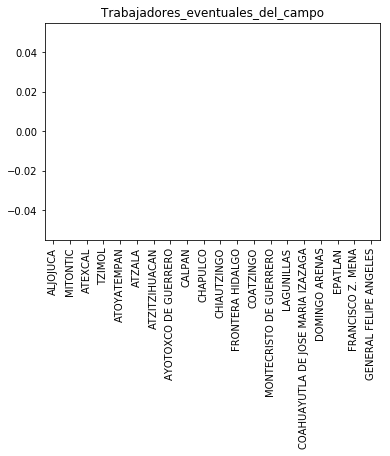 Trabajadores_eventuales_del_campo
0.04
0.02
0.00
−0.02
−0.04
ALJOJUCA
MITONTIC
ATEXCAL
TZIMOL
ATOYATEMPAN
ATZALA
ATZITZIHUACAN
AYOTOXCO DE GUERRERO
CALPAN
CHAPULCO
CHIAUTZINGO
FRONTERA HIDALGO
COATZINGO
MONTECRISTO DE GUERRERO
LAGUNILLAS
COAHUAYUTLA DE JOSE MARIA IZAZAGA
DOMINGO ARENAS
EPATLAN
FRANCISCO Z. MENA
GENERAL FELIPE ANGELES